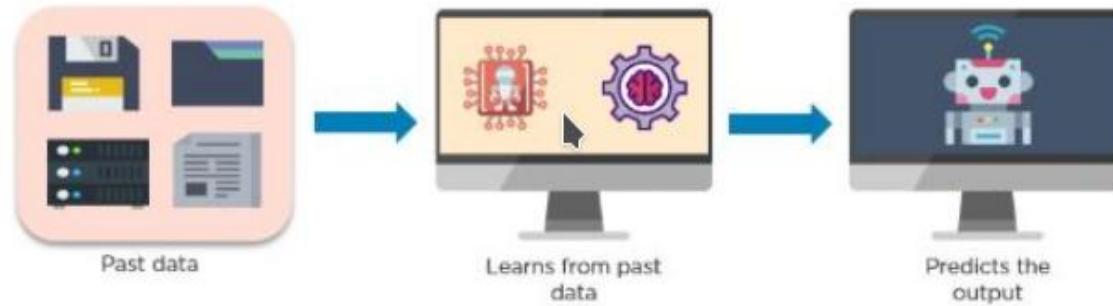 Past data
Learns from past
data
Predicts the
output